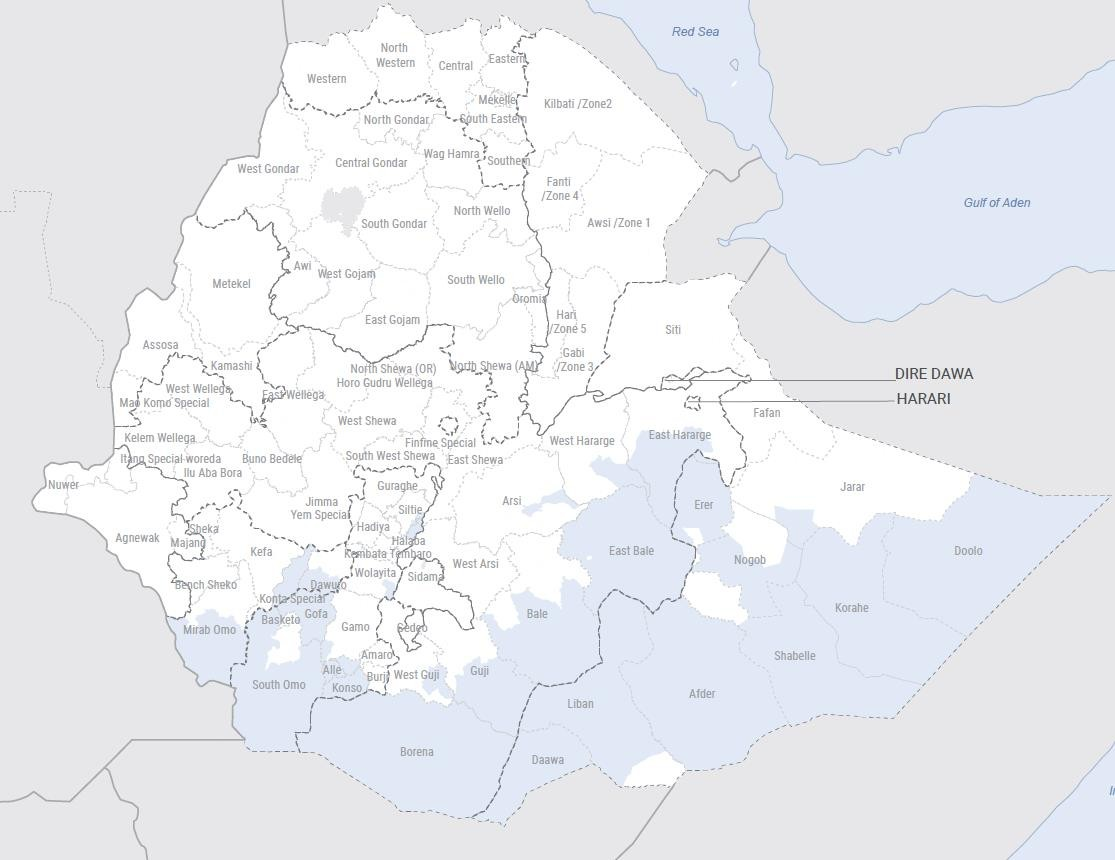 Red Sea
North
Western
Western
Central
Eastern
Mekelle
Kilbati /Zone2
North Gondar
South Eastern
West Gondar
Central Gondar
Wag Hamra
Southern
Fanti
/Zone 4
Gulf of Aden
South Gondar
North Wello
Awsi /Zone 1
Awi
West Gojam
Metekel
South Wello
Oromia
East Gojam
Hari
/Zone 5
Siti
Assosa
Gabi
/Zone 3
Kamashi
North Shewa (OR)
North Shewa (AM)
DIRE DAWA
West Wellega
Horo Gudru Wellega
East Wellega
HARARI
Mao Komo Special
Fafan
West Shewa
Kelem Wellega
Finfine Special
West Hararge
East Hararge
Itang Special woreda
Buno Bedele
South West Shewa
East Shewa
Ilu Aba Bora
Nuwer
Guraghe
Jarar
Jimma
Yem Special
Siltie
Arsi
Erer
Sheka
Hadiya
Agnewak
Majang
Halaba
Kefa
Kembata Tembaro
East Bale
Doolo
West Arsi
Nogob
Wolayita
Sidama
Bench Sheko
Dawuro
Konta Special
Korahe
Basketo
Gofa
Bale
Mirab Omo
Gamo
Gedeo
Amaro
Shabelle
Alle
Burji
West Guji
Guji
South Omo
Konso
Afder
Liban
Borena
Daawa